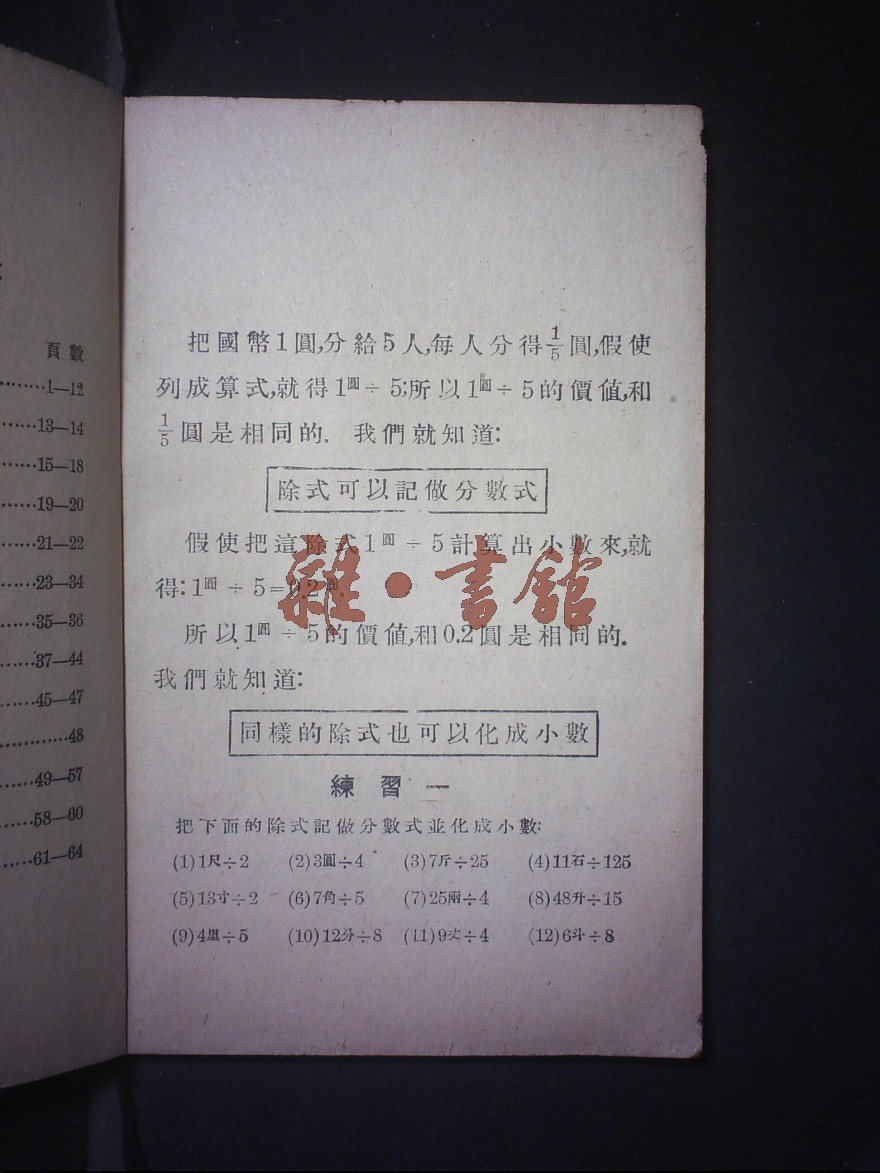 頁數
1—12
13—14
15—18
19—20
21—22
23—34
35—36
37—44
45—47
48
49—57
58—60
61—64
把國幣1圓,分給5人,每人分得1/5圓,假使
列成算式,就得1圓÷5;所以1圓÷5的價值,和
1/5圓是相同的. 我們就知道:
除式可以記做分數式
假使把這除式1圓÷5計算出小數來,就
得:1圓÷5=0.2圓.
所以1圓÷5的價值,和0.2圓是相同的.
我們就知道:
同樣的除式也可以化成小數
練習一
把下面的除式記做分數式並化成小數:
(1)1尺÷2 (2)3圓÷4 (3)7斤÷25 (4)11石÷125
(5)13寸÷2 (6)7角÷5 (7)25兩÷4 (8)48升÷15
(9)4里÷5 (10)12分÷8 (11)9丈÷4 (12)6斗÷8
雜·書館